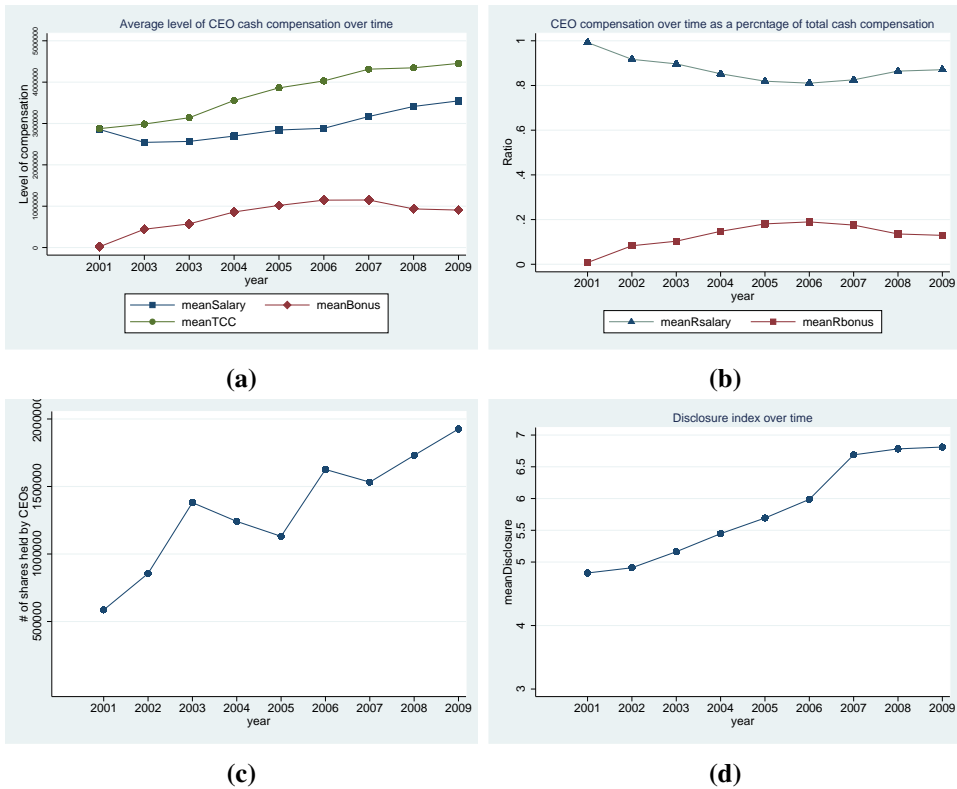 Average level of CEO cash compensation over time
Level of compensation
500000
400000
300000
200000
100000
0
2001 2003 2003 2004 2005 2006 2007 2008 2009
year
meanSalary meanBonus
meanTCC
(a)
CEO compensation over time as a percntage of total cash compensation
Ratio
1
.8
.6
.4
.2
0
2001 2002 2003 2004 2005 2006 2007 2008 2009
year
meanRsalary meanRbonus
(b)
# of shares held by CEOs
2000000
1500000
1000000
500000
2001 2002 2003 2004 2005 2006 2007 2008 2009
year
(c)
Disclosure index over time
meanDisclosure
7
6.5
6
5.5
5
4
3
2001 2002 2003 2004 2005 2006 2007 2008 2009
year
(d)